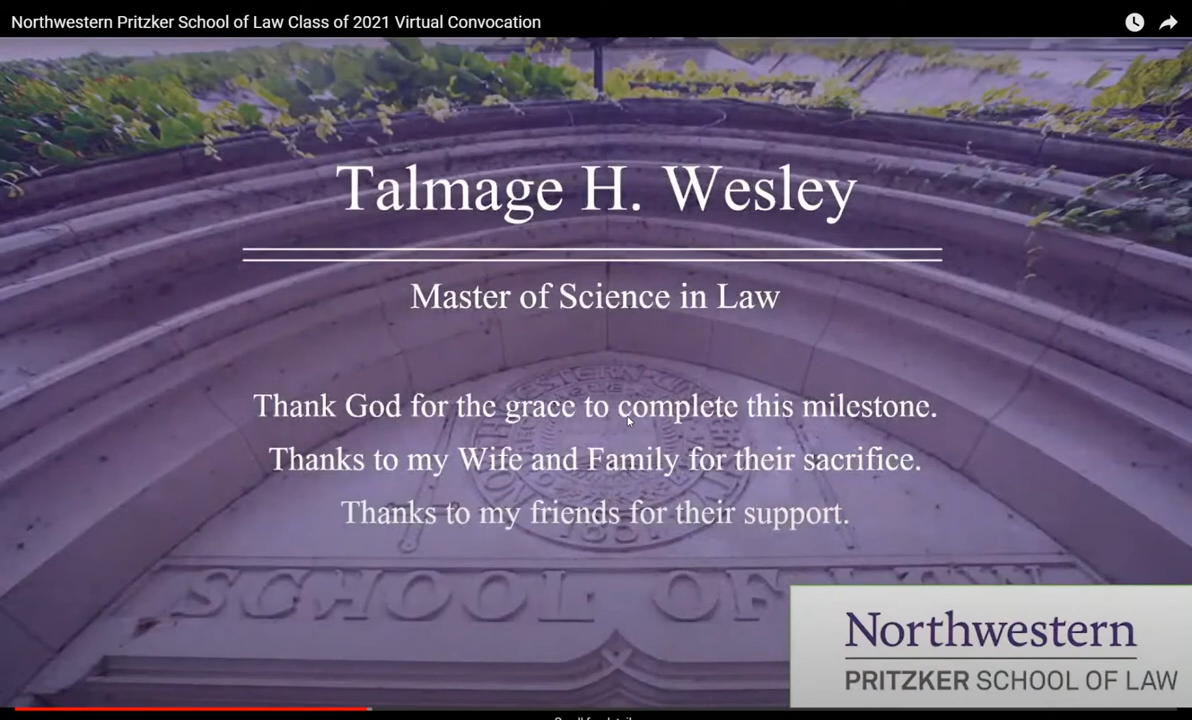 Northwestern Pritzker School of Law Class of 2021 Virtual Convocation
Talmage H. Wesley
Master of Science in Law
Thank God for the grace to complete this milestone.
Thanks to my Wife and Family for their sacrifice.
Thanks to my friends for their support.
SCHOOL OF LAW
Northwestern
PRITZKER SCHOOL OF LAW